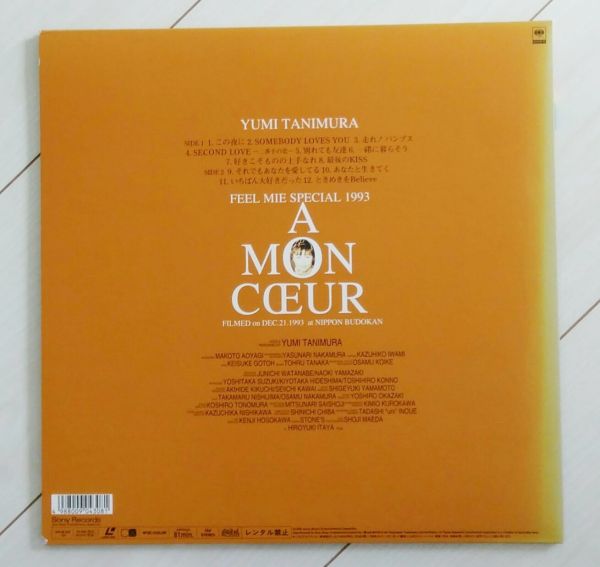 YUMI TANIMURA
SIDE 1 1. この夜に 2. SOMEBODY LOVES YOU 3. 走れ!バンプス
4. SECOND LOVE 5. 別れても友達 6. 一緒に暮らそう
7. 好きこそものの上手なれ 8. 最後のKISS
SIDE 2 9. それでもあなたを愛してる 10. あなたと生きてく
11. いちばん大好きだった 12. ときめきをBelieve
FEEL MIE SPECIAL 1993
A
MON
CŒUR
FILMED on DEC.21.1993 at NIPPON BUDOKAN
YUMI TANIMURA
MAKOTO AOYAGI YASUNARI NAKAMURA KAZUHIKO IWAMI
KEISUKE GOTOH TOHRU TANAKA OSAMU KOIKE
JUNICHI WATANABE/NAOKI YAMAZAKI
YOSHITAKA SUZUKI/KIYOTAKA HIDESHIMA/TOSHIHIRO KONNO
AKIHIDE KIKUCHI/SEIICHI KAWAI SHIGEYUKI YAMAMOTO
TAKAMARU NISHIJIMA/OSAMU NAKAMURA YOSHIRO OKAZAKI
KOSHIRO TONOMURA MITSUNARI SAISHOJI KIMIO KUROKAWA
KAZUCHIKA NISHIKAWA SHINICHI CHIBA TADASHI "um" INOUE
KENJI HOSOKAWA STONE'S SHOJI MAEDA
HIROYUKI ITAYA
4 988009 043081
Sony Records
81min.
STEREO
レンタル禁止